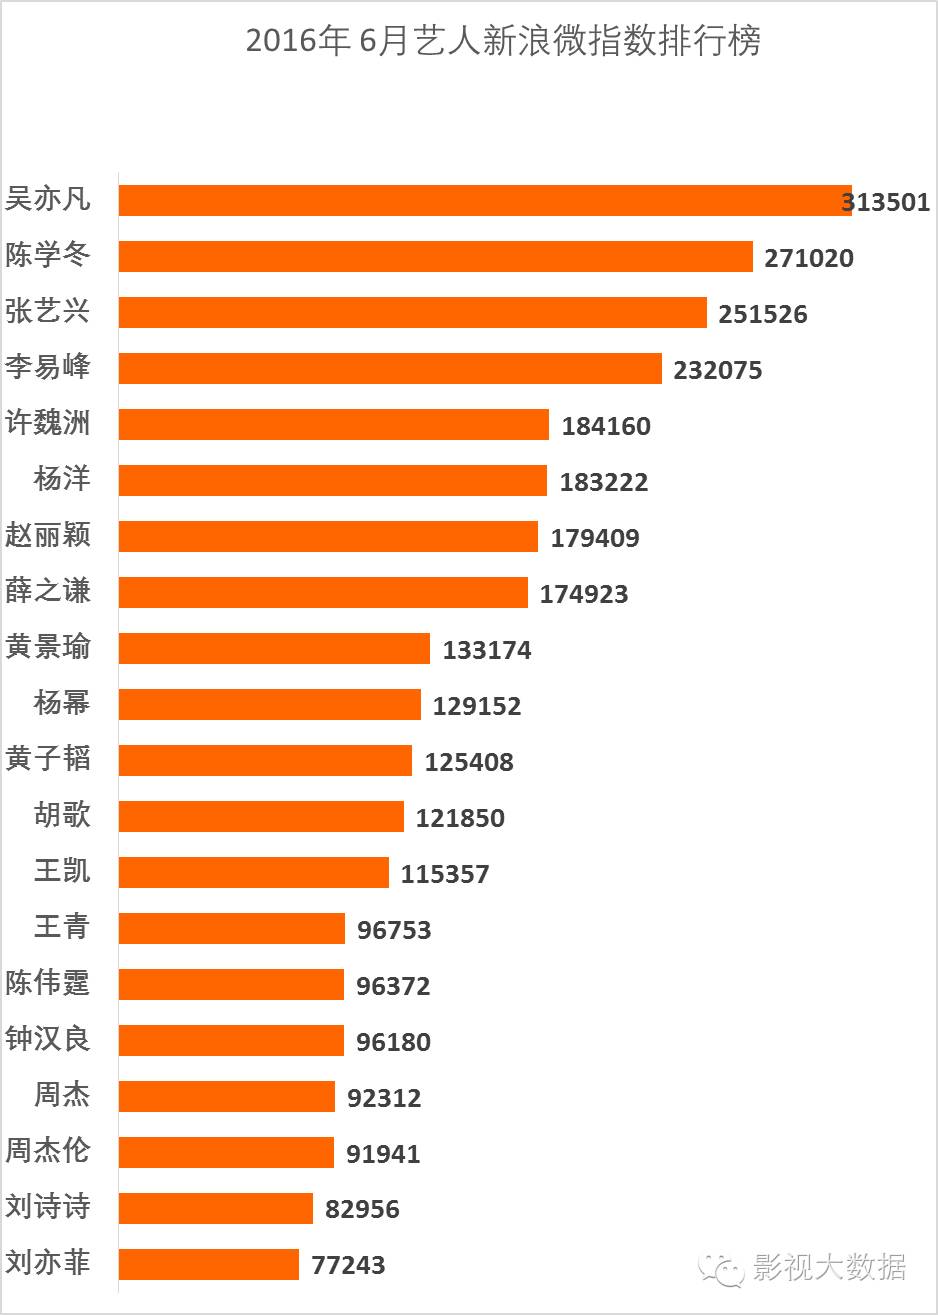 2016年 6月艺人新浪微指数排行榜
吴亦凡 313501
陈学冬 271020
张艺兴 251526
李易峰 232075
许魏洲 184160
杨洋 183222
赵丽颖 179409
薛之谦 174923
黄景瑜 133174
杨幂 129152
黄子韬 125408
胡歌 121850
王凯 115357
王青 96753
陈伟霆 96372
钟汉良 96180
周杰 92312
周杰伦 91941
刘诗诗 82956
刘亦菲 77243
影视大数据